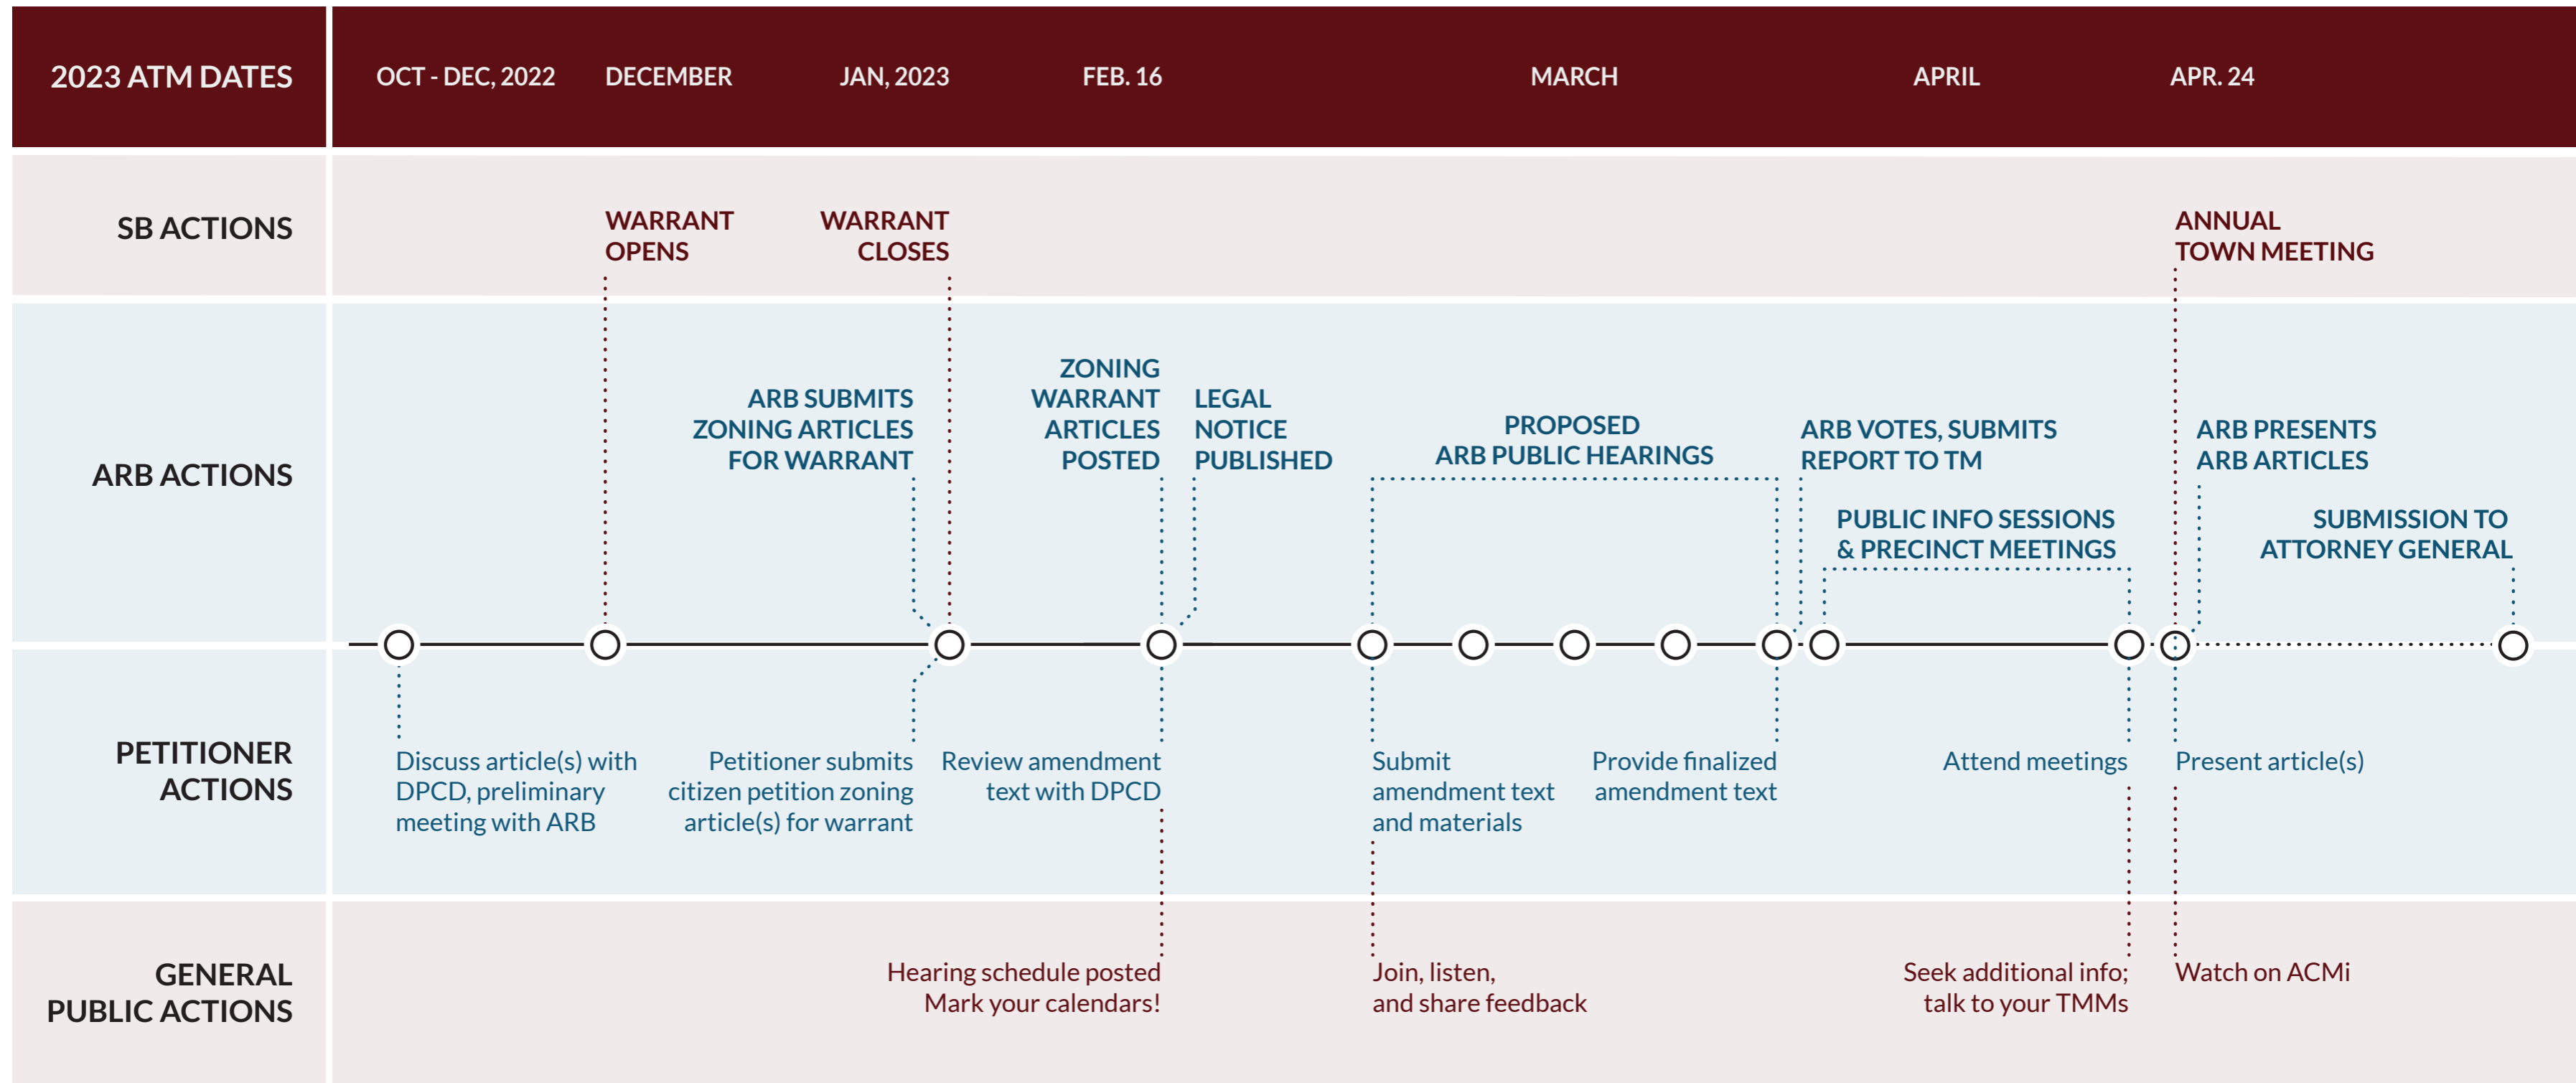 2023 ATM DATES
OCT - DEC, 2022
DECEMBER
JAN, 2023
FEB. 16
MARCH
APRIL
APR. 24
SB ACTIONS
WARRANT
OPENS
WARRANT
CLOSES
ANNUAL
TOWN MEETING
ARB ACTIONS
ARB SUBMITS
ZONING ARTICLES
FOR WARRANT
ZONING
WARRANT
ARTICLES
POSTED
LEGAL
NOTICE
PUBLISHED
PROPOSED
ARB PUBLIC HEARINGS
ARB VOTES, SUBMITS
REPORT TO TM
PUBLIC INFO SESSIONS
& PRECINCT MEETINGS
ARB PRESENTS
ARB ARTICLES
SUBMISSION TO
ATTORNEY GENERAL
PETITIONER
ACTIONS
Discuss article(s) with
DPCD, preliminary
meeting with ARB
Petitioner submits
citizen petition zoning
article(s) for warrant
Review amendment
text with DPCD
Submit
amendment text
and materials
Provide finalized
amendment text
Attend meetings
Present article(s)
GENERAL
PUBLIC ACTIONS
Hearing schedule posted
Mark your calendars!
Join, listen,
and share feedback
Seek additional info;
talk to your TMMs
Watch on ACMi